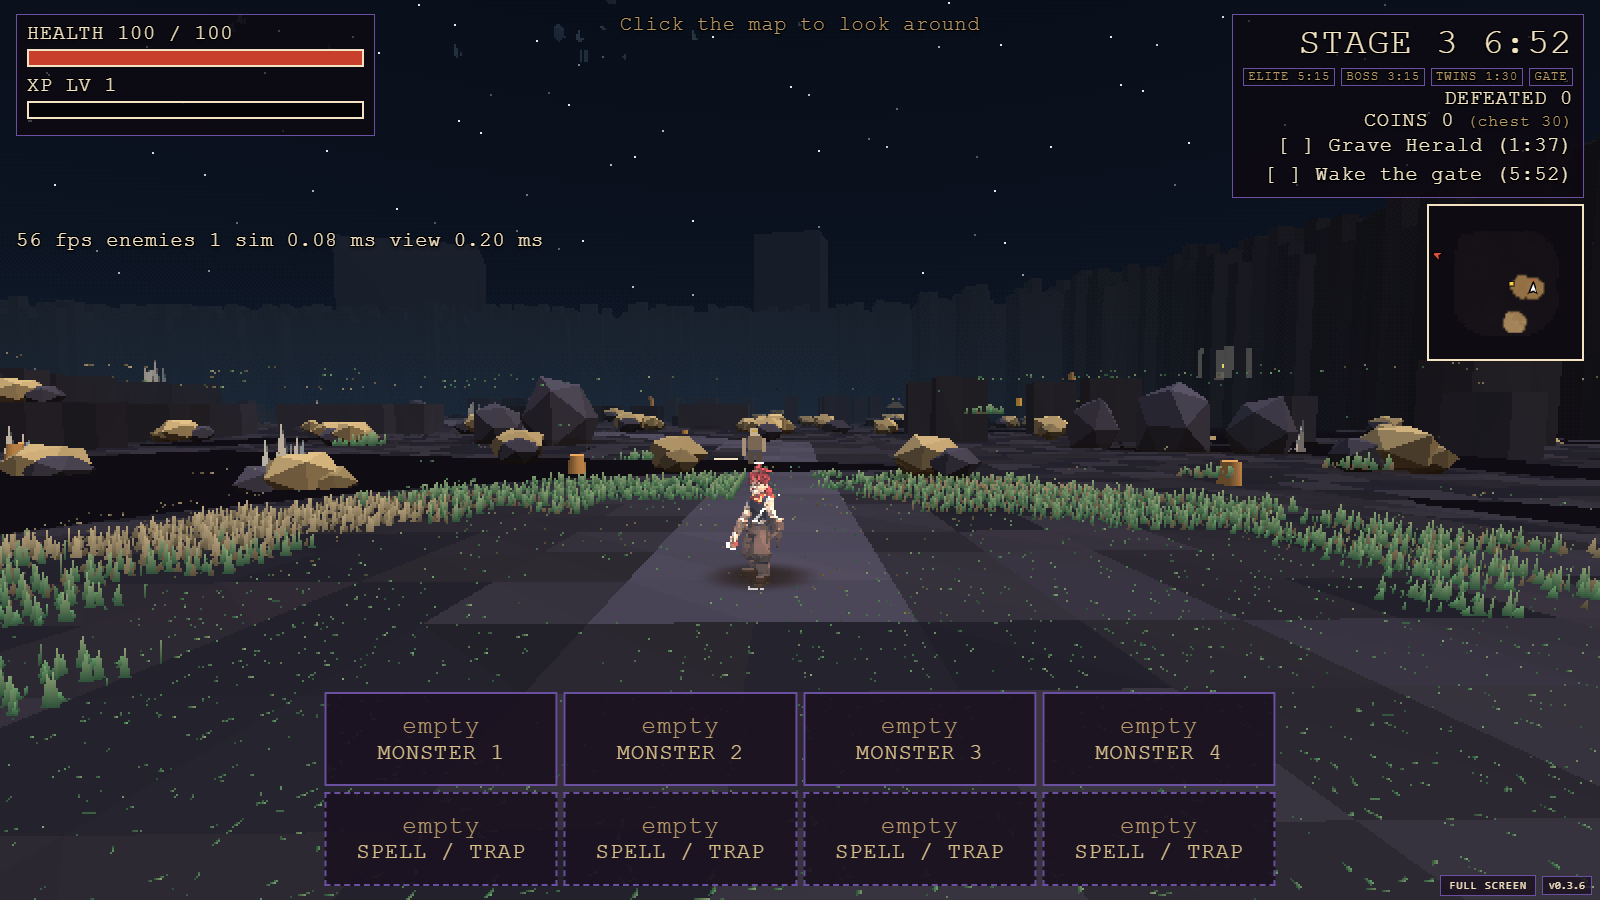 HEALTH 100 / 100
XP LV 1
Click the map to look around
STAGE 3 6:52
ELITE 5:15 BOSS 3:15 TWINS 1:30 GATE
DEFEATED 0
COINS 0 (chest 30)
[ ] Grave Herald (1:37)
[ ] Wake the gate (5:52)
56 fps enemies 1 sim 0.08 ms view 0.20 ms
empty empty empty empty
MONSTER 1 MONSTER 2 MONSTER 3 MONSTER 4
empty empty empty empty
SPELL / TRAP SPELL / TRAP SPELL / TRAP SPELL / TRAP
FULL SCREEN v0.3.6